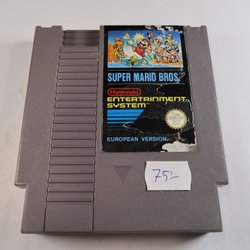 SUPER MARIO BROS.
Nintendo
ENTERTAINMENT
SYSTEM
EUROPEAN VERSION
75:-